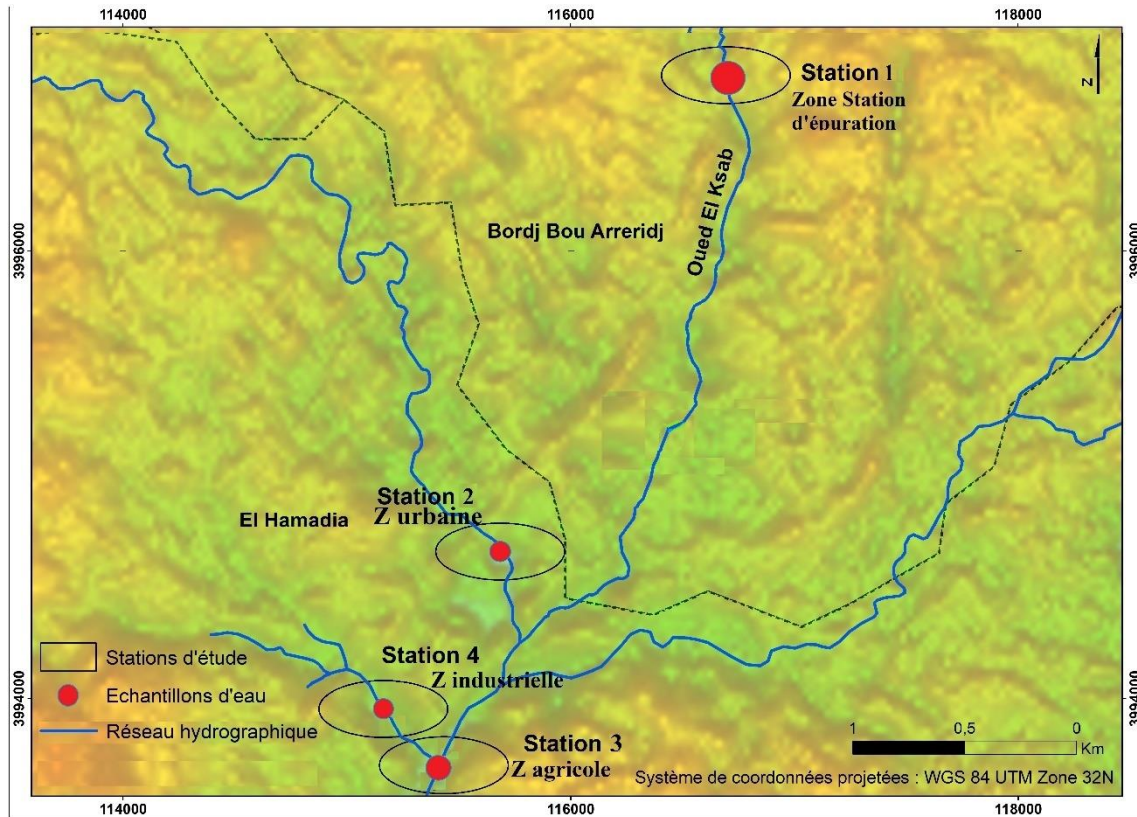 114000
116000
118000
Station 1
Zone Station
d'épuration
N
3996000
3996000
Bordj Bou Arreridj
Oued El Ksab
Station 2
Z urbaine
El Hamadia
Station 4
Z industrielle
3994000
3994000
Stations d'étude
Echantillons d'eau
Réseau hydrographique
Station 3
Z agricole
1
0,5
0
Km
Système de coordonnées projetées : WGS 84 UTM Zone 32N
114000
116000
118000